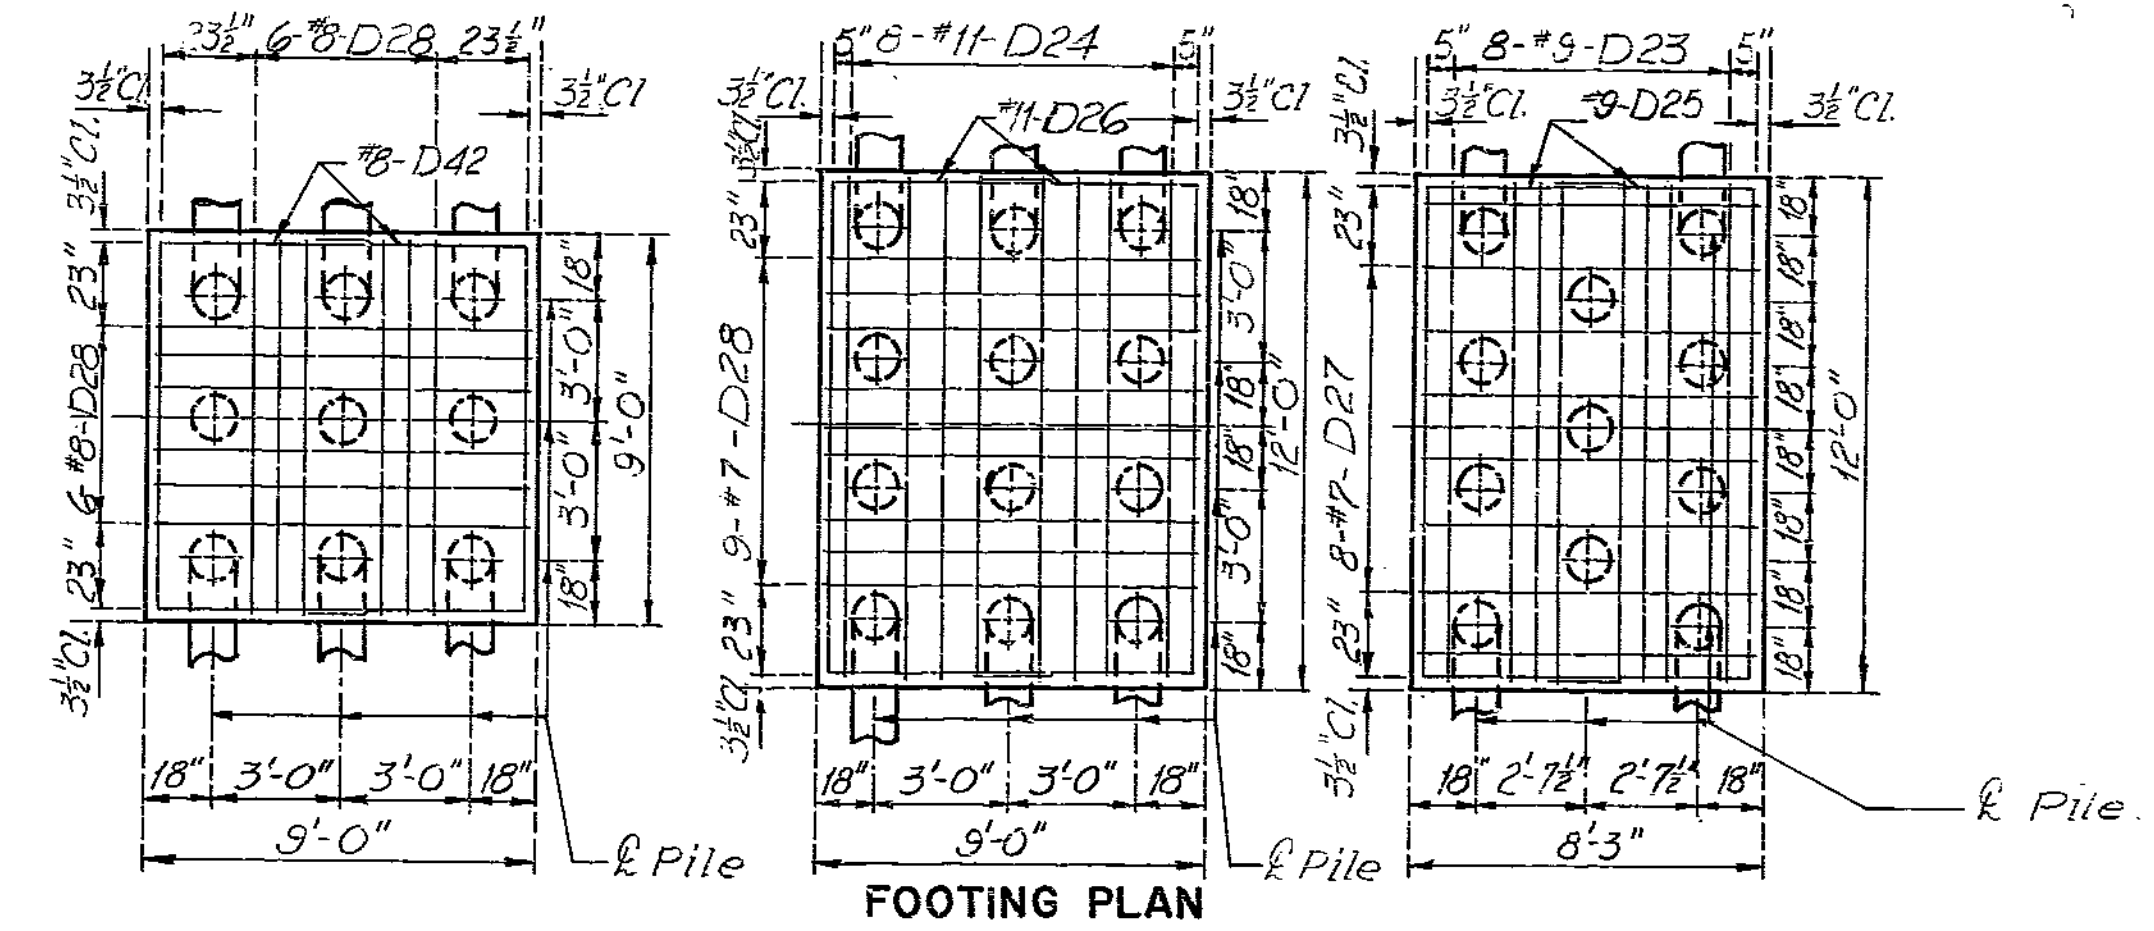 23½" 6-#8-D28 23½"
3½"Cl. 3½"Cl
3½"Cl.
#8-D42
23"
6-#8-D28
23"
3½"Cl.
18"
3'-0"
3'-0"
18"
9'-0"
18" 3'-0" 3'-0" 18"
9'-0"
℄ Pile
5" 8-#11-D24 5"
3½"Cl. 3½"Cl
3½"Cl.
#11-D26
23"
9-#7-D28
23"
3½"Cl.
18"
3'-0"
18"
18"
3'-0"
18"
12'-0"
18" 3'-0" 3'-0" 18"
9'-0"
℄ Pile
5" 8-#9-D23 5"
3½"Cl. 3½"Cl.
3½"Cl.
#9-D25
23"
8-#7-D27
23"
3½"Cl.
18"
18"
18"
18"
18"
18"
18"
18"
12'-0"
18" 2'-7½" 2'-7½" 18"
8'-3"
℄ Pile.
FOOTING PLAN